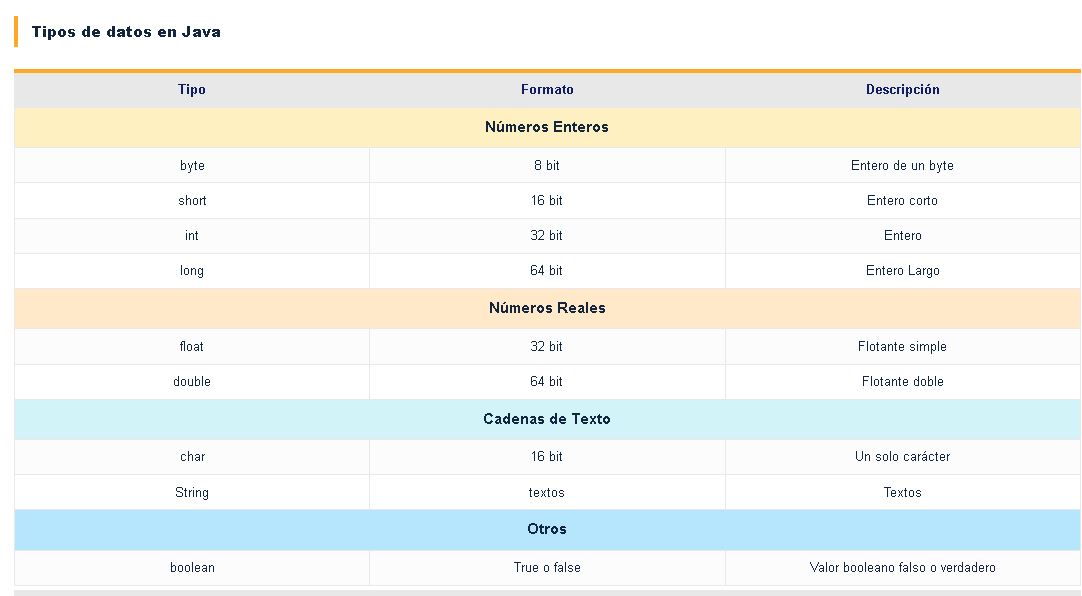 Tipos de datos en Java
Tipo Formato Descripción
Números Enteros
byte 8 bit Entero de un byte
short 16 bit Entero corto
int 32 bit Entero
long 64 bit Entero Largo
Números Reales
float 32 bit Flotante simple
double 64 bit Flotante doble
Cadenas de Texto
char 16 bit Un solo carácter
String textos Textos
Otros
boolean True o false Valor booleano falso o verdadero